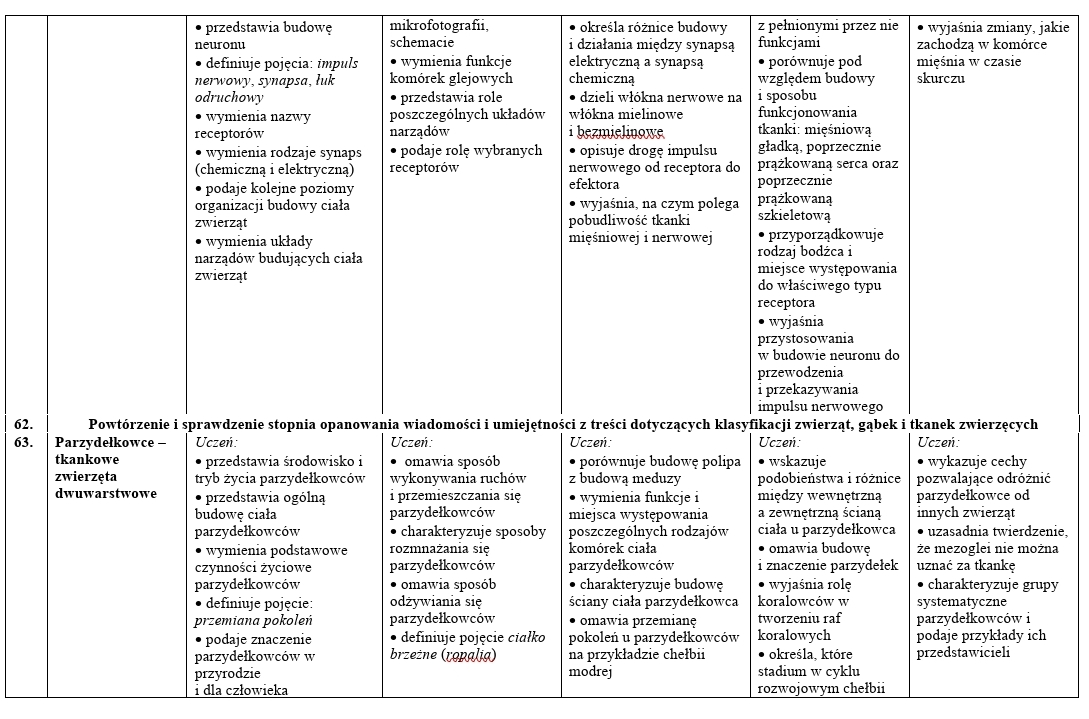 • przedstawia budowę
neuronu
• definiuje pojęcia: impuls
nerwowy, synapsa, łuk
odruchowy
• wymienia nazwy
receptorów
• wymienia rodzaje synaps
(chemiczną i elektryczną)
• podaje kolejne poziomy
organizacji budowy ciała
zwierząt
• wymienia układy
narządów budujących ciała
zwierząt
mikrofotografii,
schemacie
• wymienia funkcje
komórek glejowych
• przedstawia role
poszczególnych układów
narządów
• podaje rolę wybranych
receptorów
• określa różnice budowy
i działania między synapsą
elektryczną a synapsą
chemiczną
• dzieli włókna nerwowe na
włókna mielinowe
i bezmielinowe
• opisuje drogę impulsu
nerwowego od receptora do
efektora
• wyjaśnia, na czym polega
pobudliwość tkanki
mięśniowej i nerwowej
z pełnionymi przez nie
funkcjami
• porównuje pod
względem budowy
i sposobu
funkcjonowania
tkanki: mięśniową
gładką, poprzecznie
prążkowaną serca oraz
poprzecznie
prążkowaną
szkieletową
• przyporządkowuje
rodzaj bodźca i
miejsce występowania
do właściwego typu
receptora
• wyjaśnia
przystosowania
w budowie neuronu do
przewodzenia
i przekazywania
impulsu nerwowego
• wyjaśnia zmiany, jakie
zachodzą w komórce
mięśnia w czasie
skurczu
62. Powtórzenie i sprawdzenie stopnia opanowania wiadomości i umiejętności z treści dotyczących klasyfikacji zwierząt, gąbek i tkanek zwierzęcych
63.
Parzydełkowce –
tkankowe
zwierzęta
dwuwarstwowe
Uczeń:
• przedstawia środowisko i
tryb życia parzydełkowców
• przedstawia ogólną
budowę ciała
parzydełkowców
• wymienia podstawowe
czynności życiowe
parzydełkowców
• definiuje pojęcie:
przemiana pokoleń
• podaje znaczenie
parzydełkowców w
przyrodzie
i dla człowieka
Uczeń:
• omawia sposób
wykonywania ruchów
i przemieszczania się
parzydełkowców
• charakteryzuje sposoby
rozmnażania się
parzydełkowców
• omawia sposób
odżywiania się
parzydełkowców
• definiuje pojęcie ciałko
brzeżne (ropalia)
Uczeń:
• porównuje budowę polipa
z budową meduzy
• wymienia funkcje i
miejsca występowania
poszczególnych rodzajów
komórek ciała
parzydełkowców
• charakteryzuje budowę
ściany ciała parzydełkowca
• omawia przemianę
pokoleń u parzydełkowców
na przykładzie chełbii
modrej
Uczeń:
• wskazuje
podobieństwa i różnice
między wewnętrzną
a zewnętrzną ścianą
ciała u parzydełkowca
• omawia budowę
i znaczenie parzydełek
• wyjaśnia rolę
koralowców w
tworzeniu raf
koralowych
• określa, które
stadium w cyklu
rozwojowym chełbii
Uczeń:
• wykazuje cechy
pozwalające odróżnić
parzydełkowce od
innych zwierząt
• uzasadnia twierdzenie,
że mezoglei nie można
uznać za tkankę
• charakteryzuje grupy
systematyczne
parzydełkowców i
podaje przykłady ich
przedstawicieli